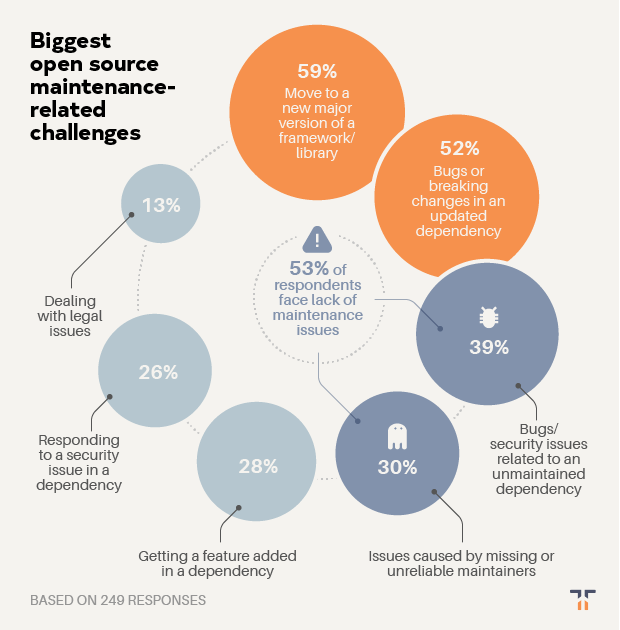 Biggest
open source
maintenance-
related
challenges
59%
Move to a
new major
version of a
framework/
library
52%
Bugs or
breaking
changes in an
updated
dependency
53% of
respondents
face lack of
maintenance
issues
39%
Bugs/
security issues
related to an
unmaintained
dependency
30%
Issues caused by missing or
unreliable maintainers
28%
Getting a feature added
in a dependency
26%
Responding
to a security
issue in a
dependency
13%
Dealing
with legal
issues
BASED ON 249 RESPONSES